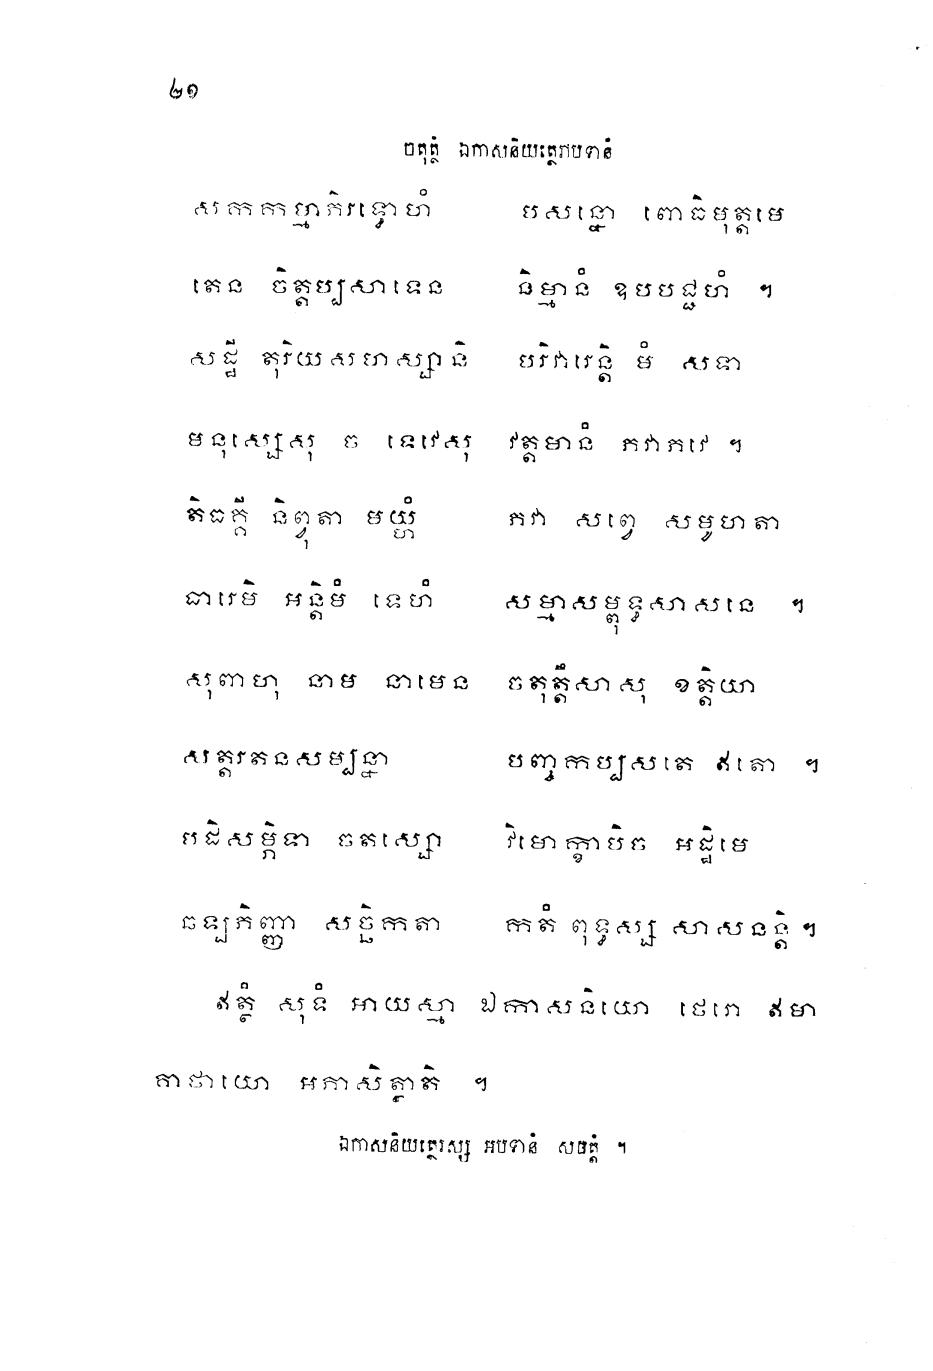 ២១
ចតុត្ថំ ឯកាសនិយត្ថេរាបទានំ
សកកម្មាភិរទ្ធោហំ បសន្នោ ពោធិមុត្តមេ
តេន ចិត្តប្បសាទេន និម្មានំ ឧបបជ្ជហំ ។
សដ្ឋី តុរិយសហស្សានិ បរិវារេន្តិ មំ សទា
មនុស្សេសុ ច ទេវេសុ វត្តមានំ ភវាភវេ ។
តិធគ្គី និព្វុតា មយ្ហំ ភវា សព្វេ សមូហតា
ធារេមិ អន្តិមំ ទេហំ សម្មាសម្ពុទ្ធសាសនេ ។
សុពាហុ នាម នាមេន ចតុត្តឹសាសុ ខត្តិយា
សត្តរតនសម្បន្នា បញ្ចកប្បសតេ ឥតោ ។
បដិសម្ភិទា ចតស្សោ វិមោក្ខាបិច អដ្ឋិមេ
ឆឡភិញ្ញា សច្ឆិកតា កតំ ពុទ្ធស្ស សាសនន្តិ។
ឥត្ថំ សុទំ អាយស្មា ឯកាសនិយោ ថេរោ ឥមា
គាថាយោ អភាសិត្ថាតិ ។
ឯកាសនិយត្ថេរស្ស អបទានំ សមត្តំ ។